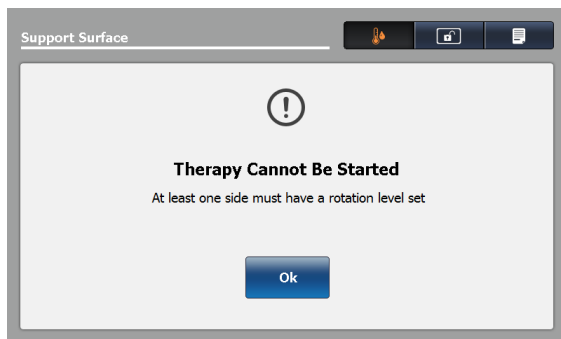 Support Surface
Therapy Cannot Be Started
At least one side must have a rotation level set
Ok